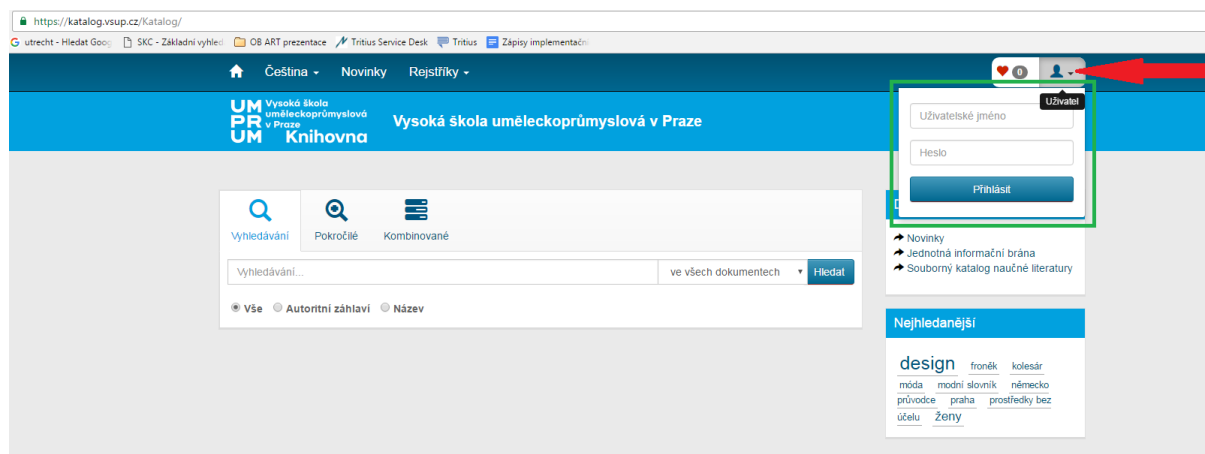 https://katalog.vsup.cz/Katalog/
utrecht - Hledat Goog SKC - Základní vyhled OB ART prezentace Tritius Service Desk Tritius Zápisy implementačn
Čeština Novinky Rejstříky 0
Uživatel
UM Vysoká škola
PR uměleckoprůmyslová
UM v Praze
Knihovna
Vysoká škola uměleckoprůmyslová v Praze
Uživatelské jméno
Heslo
Přihlásit
Vyhledávání Pokročilé Kombinované
Vyhledávání... ve všech dokumentech Hledat
Vše Autoritní záhlaví Název
Novinky
Jednotná informační brána
Souborný katalog naučné literatury
Nejhledanější
design froněk kolesár
móda modní slovník německo
průvodce praha prostředky bez
účelu ženy